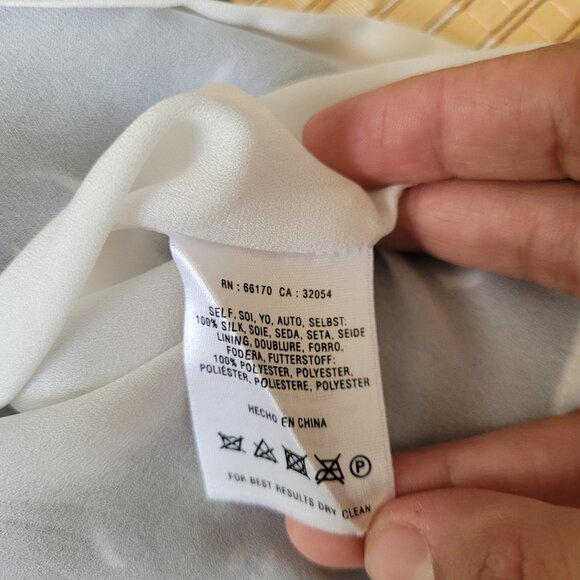 RN : 66170 CA : 32054
SELF, SOI, YO, AUTO, SELBST:
100% SILK, SOIE, SEDA, SETA, SEIDE
LINING, DOUBLURE, FORRO,
FODERA, FUTTERSTOFF:
100% POLYESTER, POLYESTER,
POLIÉSTER, POLIESTERE, POLYESTER
HECHO EN CHINA
P
FOR BEST RESULTS DRY CLEAN